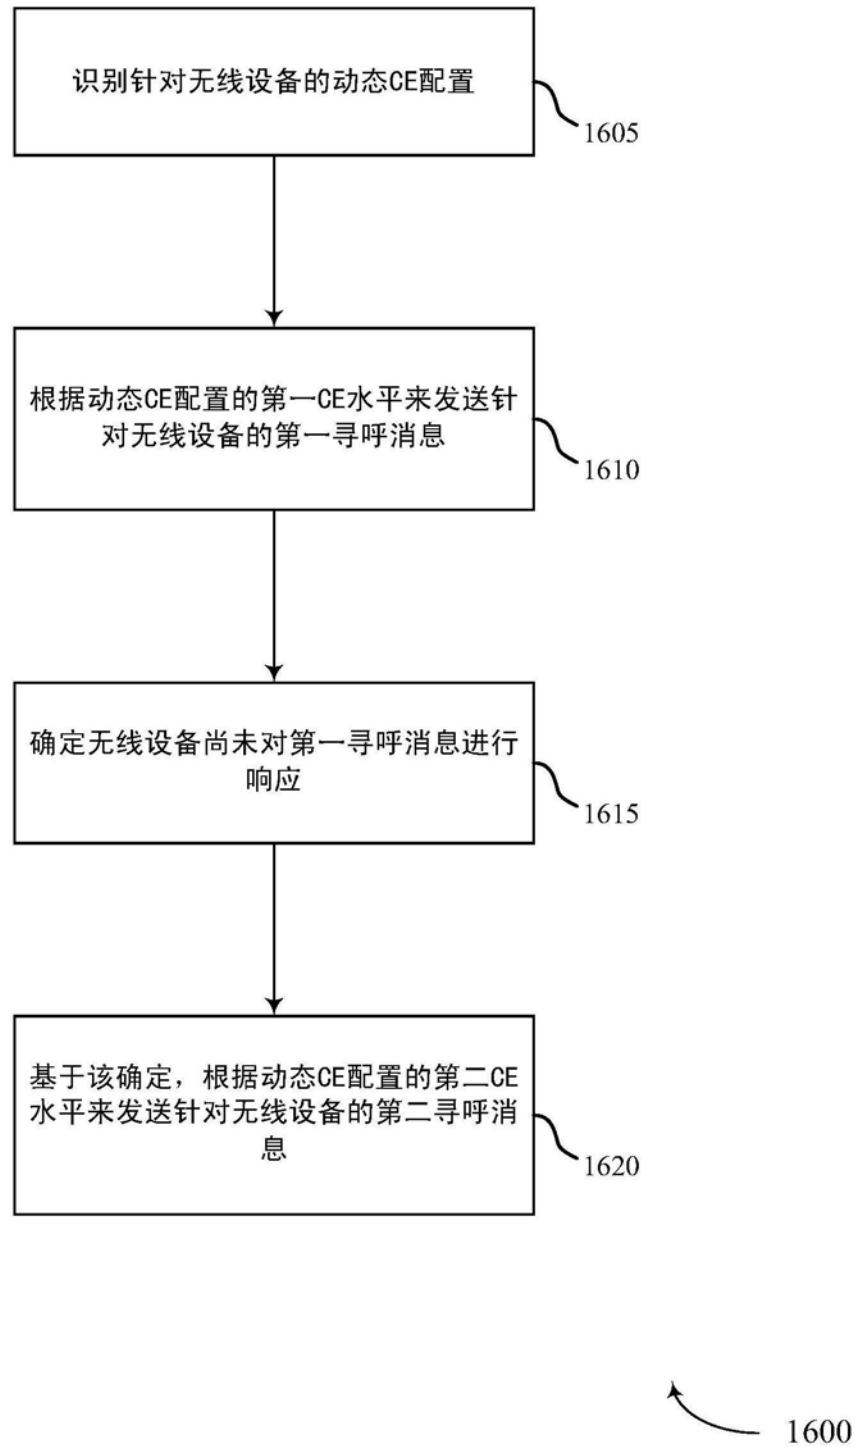 识别针对无线设备的动态CE配置
1605
根据动态CE配置的第一CE水平来发送针
对无线设备的第一寻呼消息
1610
确定无线设备尚未对第一寻呼消息进行
响应
1615
基于该确定，根据动态CE配置的第二CE
水平来发送针对无线设备的第二寻呼消
息
1620
1600